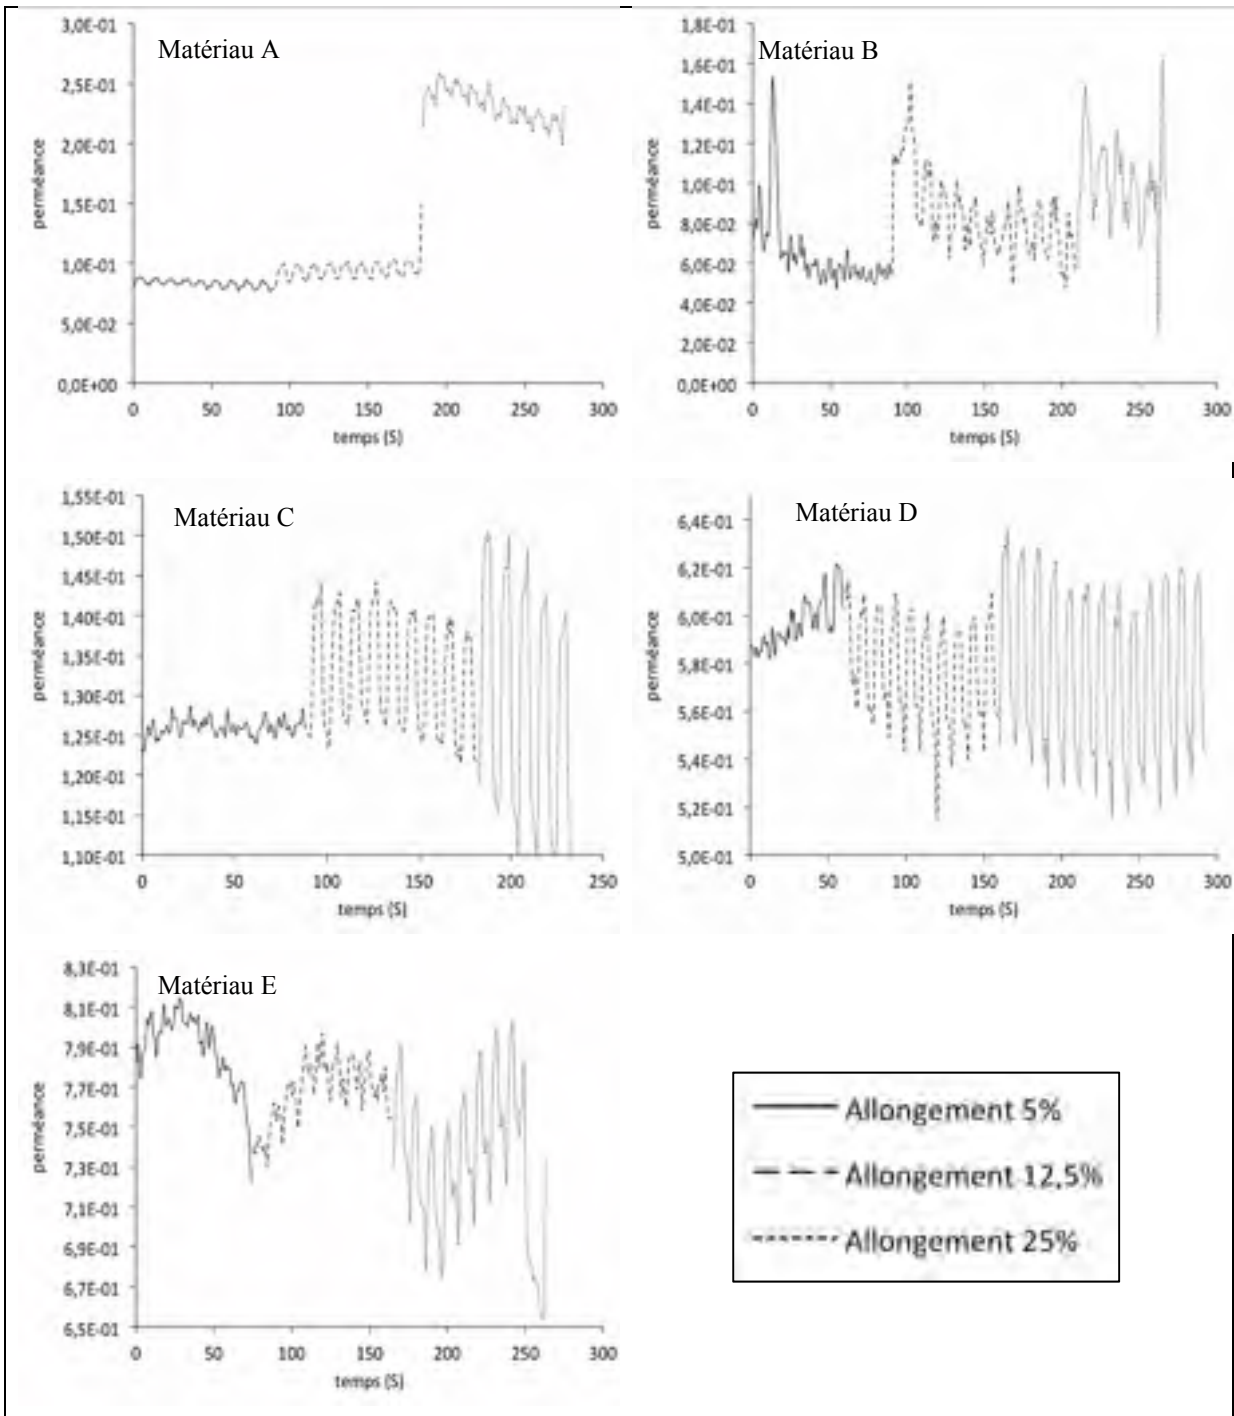 Matériau A
perméance
3,0E-01
2,5E-01
2,0E-01
1,5E-01
1,0E-01
5,0E-02
0,0E+00
0 50 100 150 200 250 300
temps (S)
Matériau B
perméance
1,8E-01
1,6E-01
1,4E-01
1,2E-01
1,0E-01
8,0E-02
6,0E-02
4,0E-02
2,0E-02
0,0E+00
0 50 100 150 200 250 300
temps (S)
Matériau C
perméance
1,55E-01
1,50E-01
1,45E-01
1,40E-01
1,35E-01
1,30E-01
1,25E-01
1,20E-01
1,15E-01
1,10E-01
0 50 100 150 200 250
temps (S)
Matériau D
perméance
6,4E-01
6,2E-01
6,0E-01
5,8E-01
5,6E-01
5,4E-01
5,2E-01
5,0E-01
0 50 100 150 200 250 300
temps (S)
Matériau E
perméance
8,3E-01
8,1E-01
7,9E-01
7,7E-01
7,5E-01
7,3E-01
7,1E-01
6,9E-01
6,7E-01
6,5E-01
0 50 100 150 200 250 300
temps (S)
Allongement 5%
Allongement 12,5%
Allongement 25%